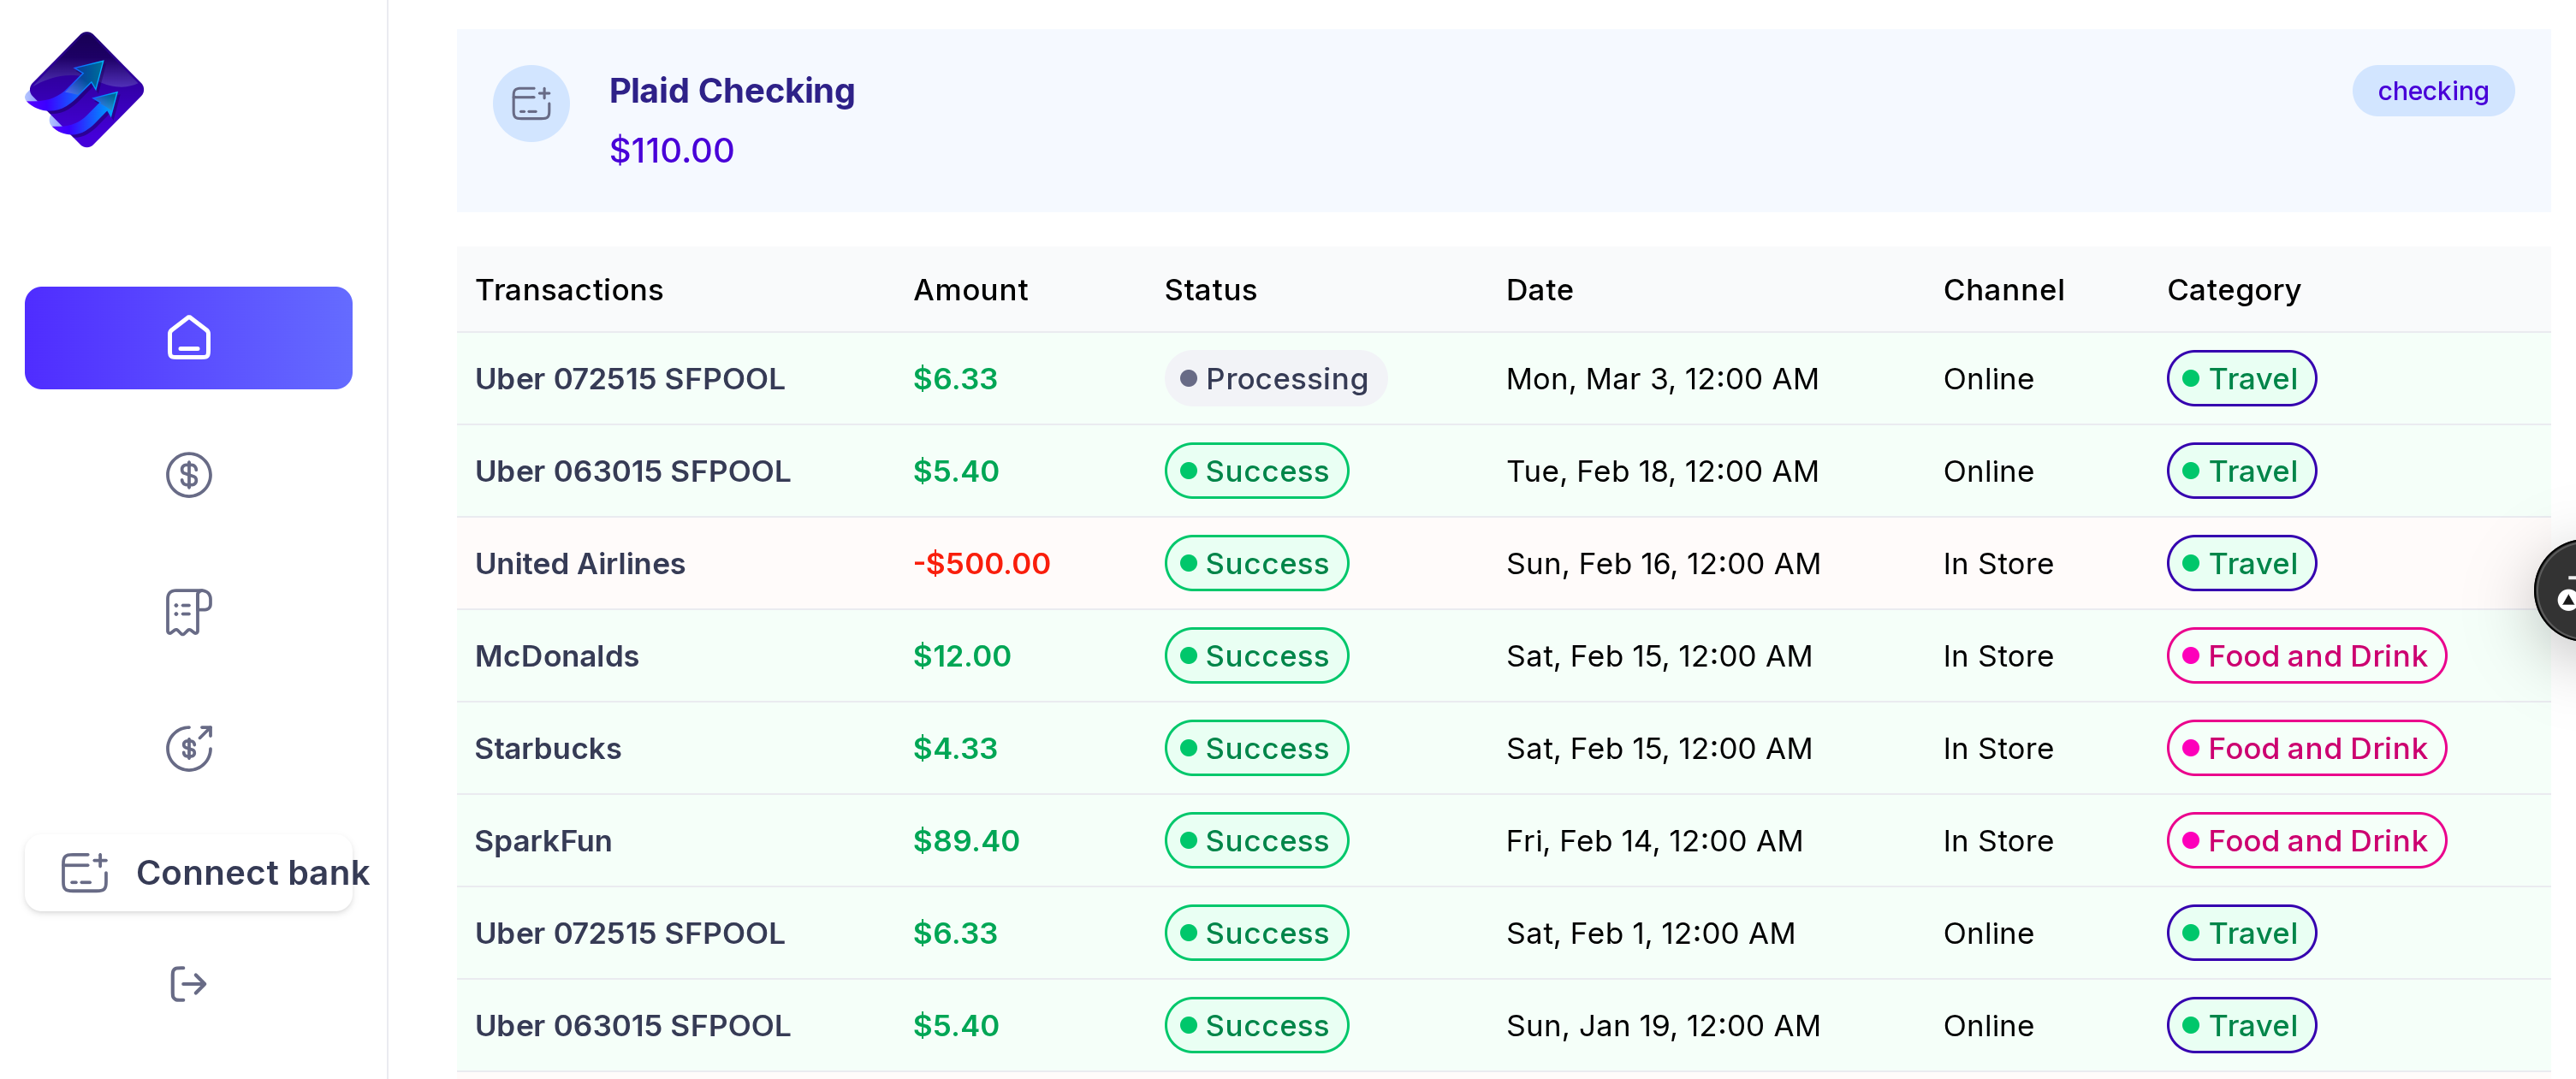 Plaid Checking
checking
$110.00
Transactions Amount Status Date Channel Category
Uber 072515 SFPOOL $6.33 Processing Mon, Mar 3, 12:00 AM Online Travel
Uber 063015 SFPOOL $5.40 Success Tue, Feb 18, 12:00 AM Online Travel
United Airlines -$500.00 Success Sun, Feb 16, 12:00 AM In Store Travel
McDonalds $12.00 Success Sat, Feb 15, 12:00 AM In Store Food and Drink
Starbucks $4.33 Success Sat, Feb 15, 12:00 AM In Store Food and Drink
SparkFun $89.40 Success Fri, Feb 14, 12:00 AM In Store Food and Drink
Connect bank
Uber 072515 SFPOOL $6.33 Success Sat, Feb 1, 12:00 AM Online Travel
Uber 063015 SFPOOL $5.40 Success Sun, Jan 19, 12:00 AM Online Travel